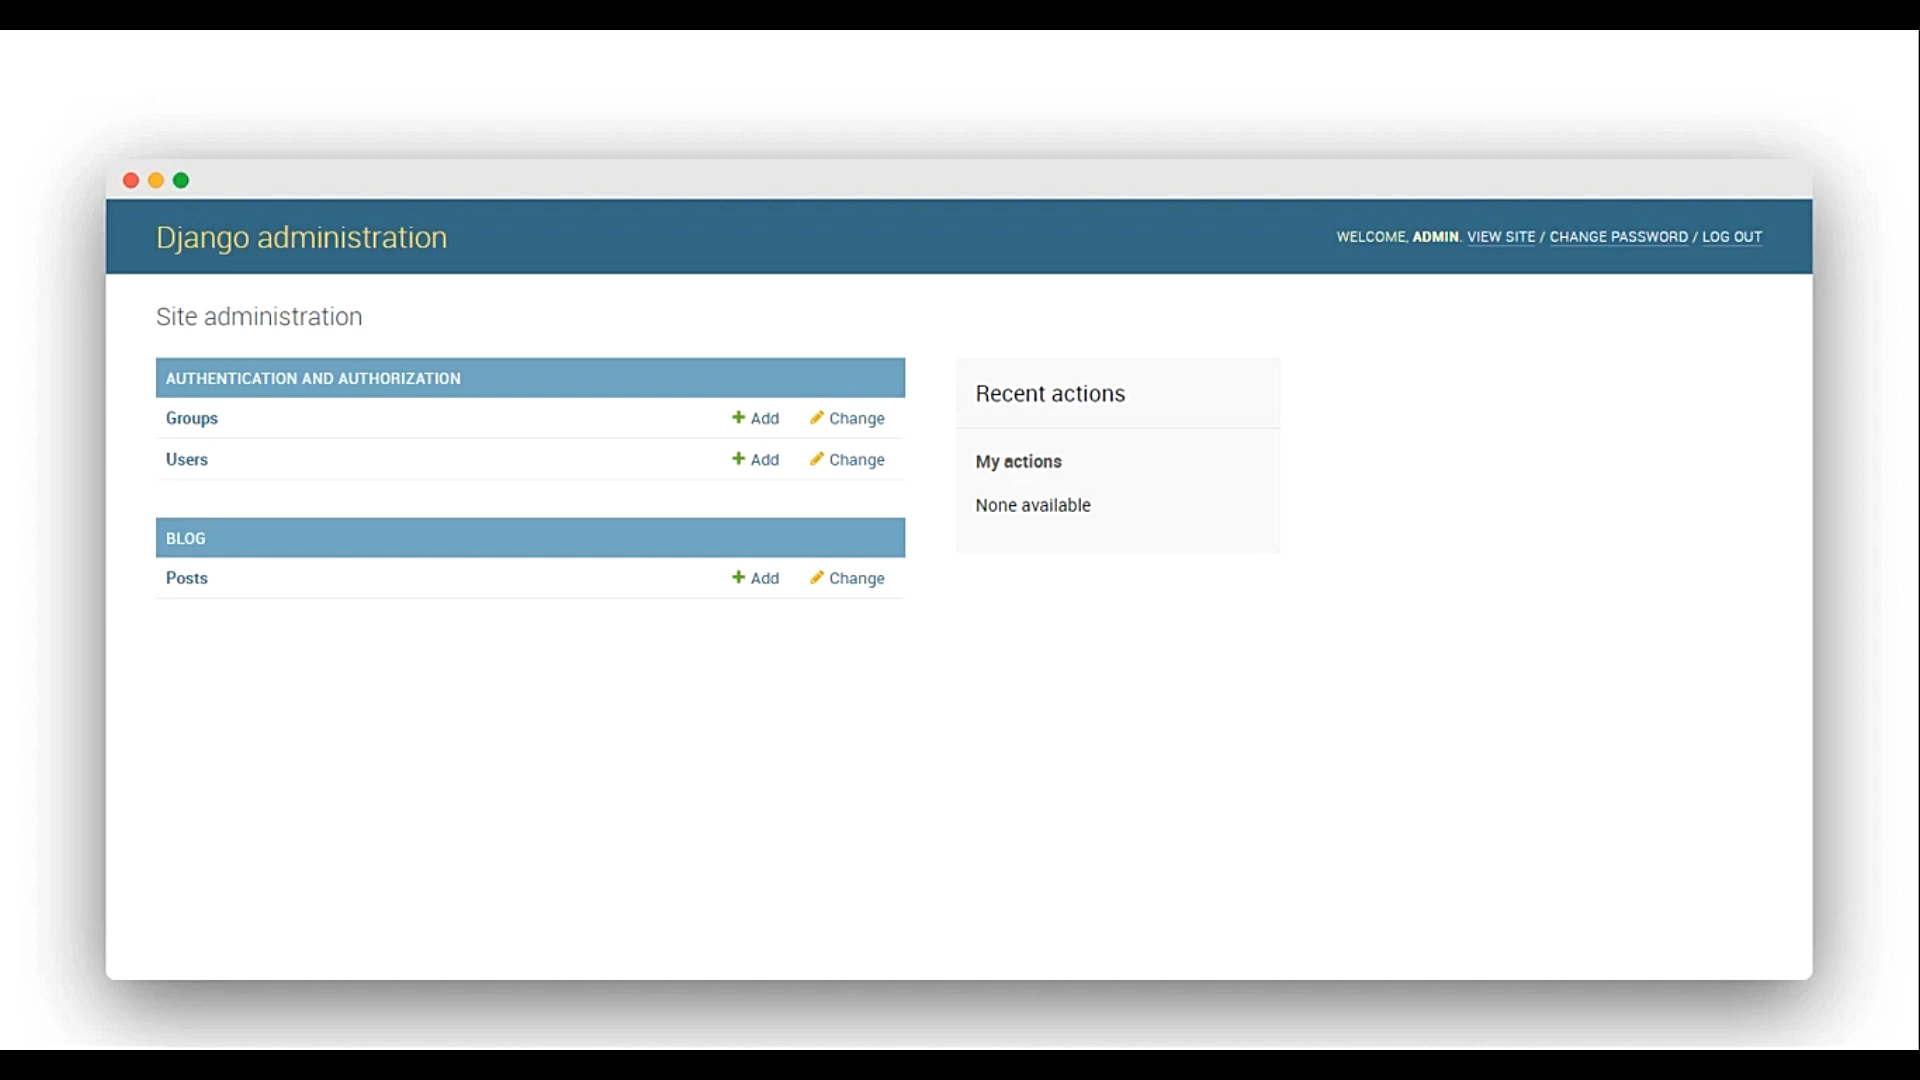 Django administration
WELCOME, ADMIN. VIEW SITE / CHANGE PASSWORD / LOG OUT
Site administration
AUTHENTICATION AND AUTHORIZATION
Groups Add Change
Users Add Change
BLOG
Posts Add Change
Recent actions
My actions
None available